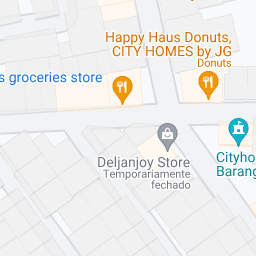 Happy Haus Donuts,
CITY HOMES by JG
Donuts
s groceries store
Deljanjoy Store
Temporariamente
fechado
Cityho
Barang